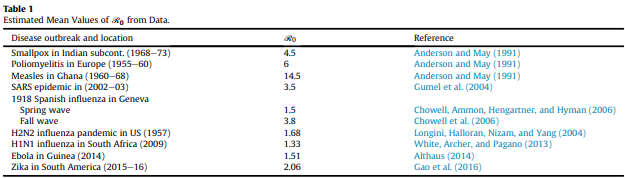 Table 1
Estimated Mean Values of ℛ0 from Data.
Disease outbreak and location ℛ0 Reference
Smallpox in Indian subcont. (1968–73) 4.5 Anderson and May (1991)
Poliomyelitis in Europe (1955–60) 6 Anderson and May (1991)
Measles in Ghana (1960–68) 14.5 Anderson and May (1991)
SARS epidemic in (2002–03) 3.5 Gumel et al. (2004)
1918 Spanish influenza in Geneva
Spring wave 1.5 Chowell, Ammon, Hengartner, and Hyman (2006)
Fall wave 3.8 Chowell et al. (2006)
H2N2 influenza pandemic in US (1957) 1.68 Longini, Halloran, Nizam, and Yang (2004)
H1N1 influenza in South Africa (2009) 1.33 White, Archer, and Pagano (2013)
Ebola in Guinea (2014) 1.51 Althaus (2014)
Zika in South America (2015–16) 2.06 Gao et al. (2016)